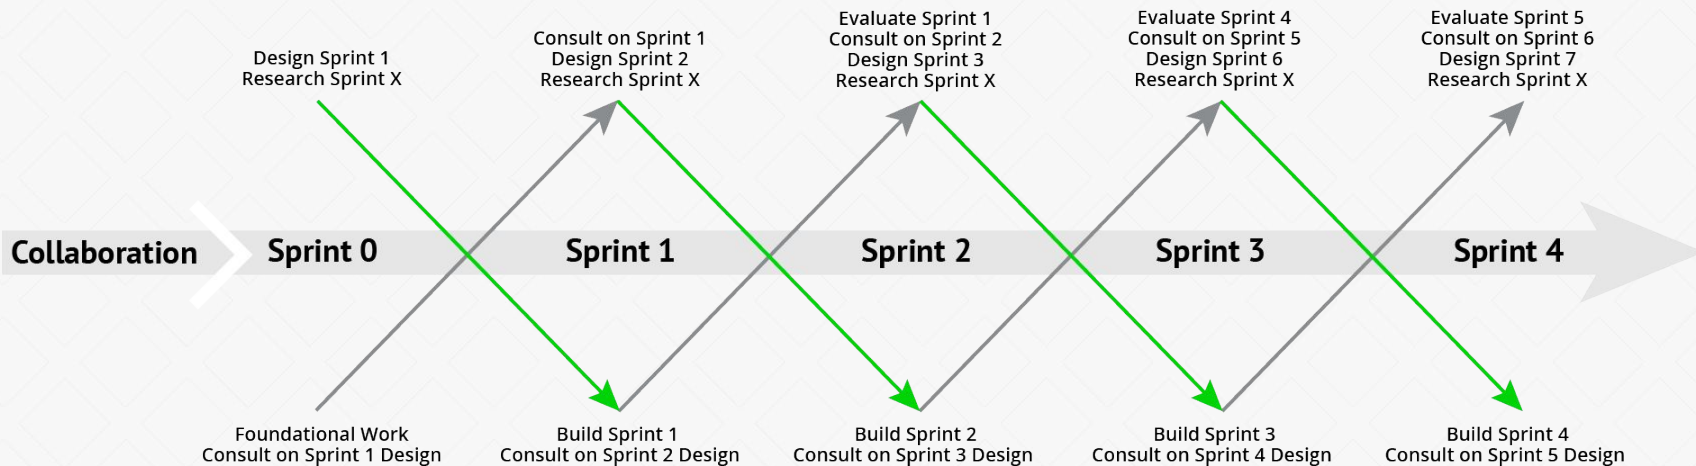 Design Sprint 1
Research Sprint X
Consult on Sprint 1
Design Sprint 2
Research Sprint X
Evaluate Sprint 1
Consult on Sprint 2
Design Sprint 3
Research Sprint X
Evaluate Sprint 4
Consult on Sprint 5
Design Sprint 6
Research Sprint X
Evaluate Sprint 5
Consult on Sprint 6
Design Sprint 7
Research Sprint X
Collaboration
Sprint 0
Sprint 1
Sprint 2
Sprint 3
Sprint 4
Foundational Work
Consult on Sprint 1 Design
Build Sprint 1
Consult on Sprint 2 Design
Build Sprint 2
Consult on Sprint 3 Design
Build Sprint 3
Consult on Sprint 4 Design
Build Sprint 4
Consult on Sprint 5 Design